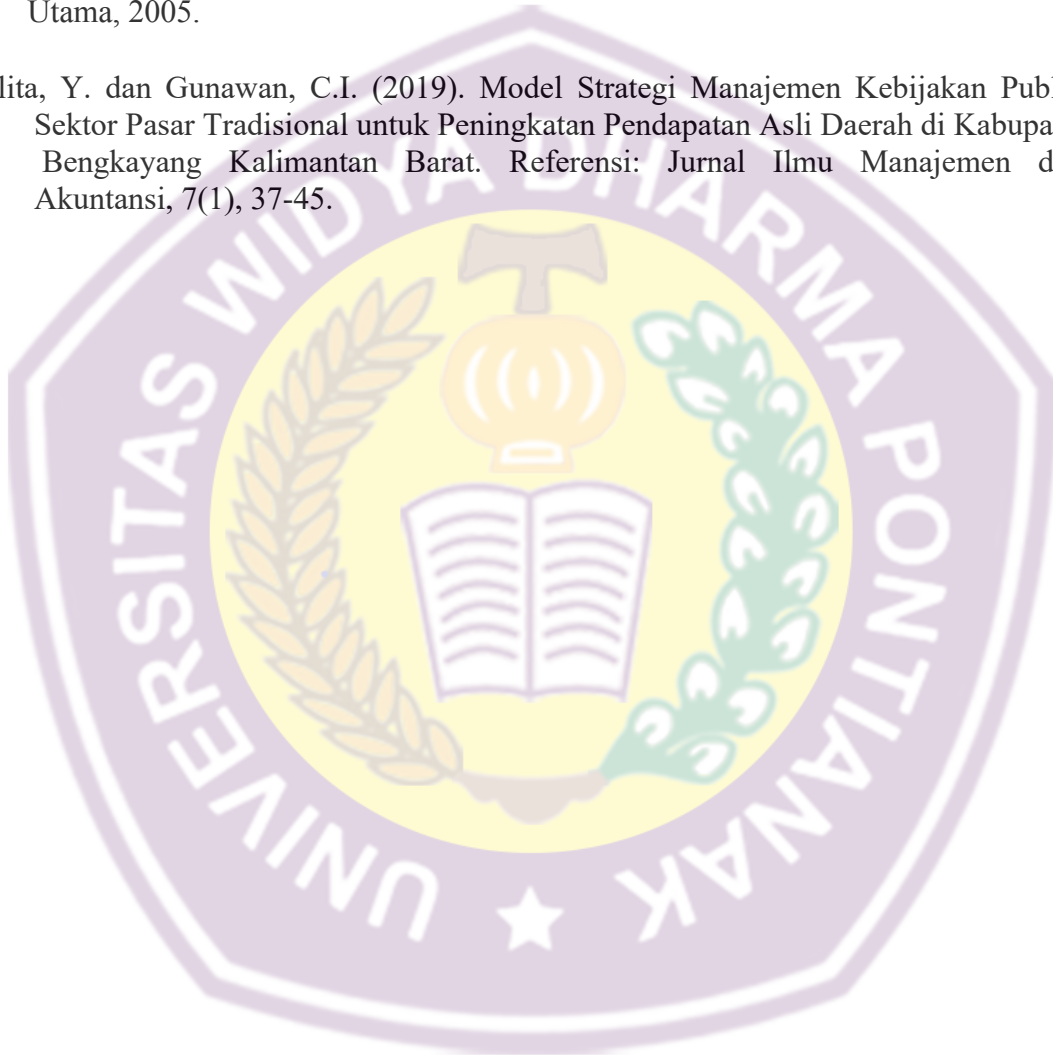 Utama, 2005.
lita, Y. dan Gunawan, C.I. (2019). Model Strategi Manajemen Kebijakan Publ
Sektor Pasar Tradisional untuk Peningkatan Pendapatan Asli Daerah di Kabupa
Bengkayang Kalimantan Barat. Referensi: Jurnal Ilmu Manajemen d
Akuntansi, 7(1), 37-45.
UNIVERSITAS WIDYA DHARMA PONTIANAK